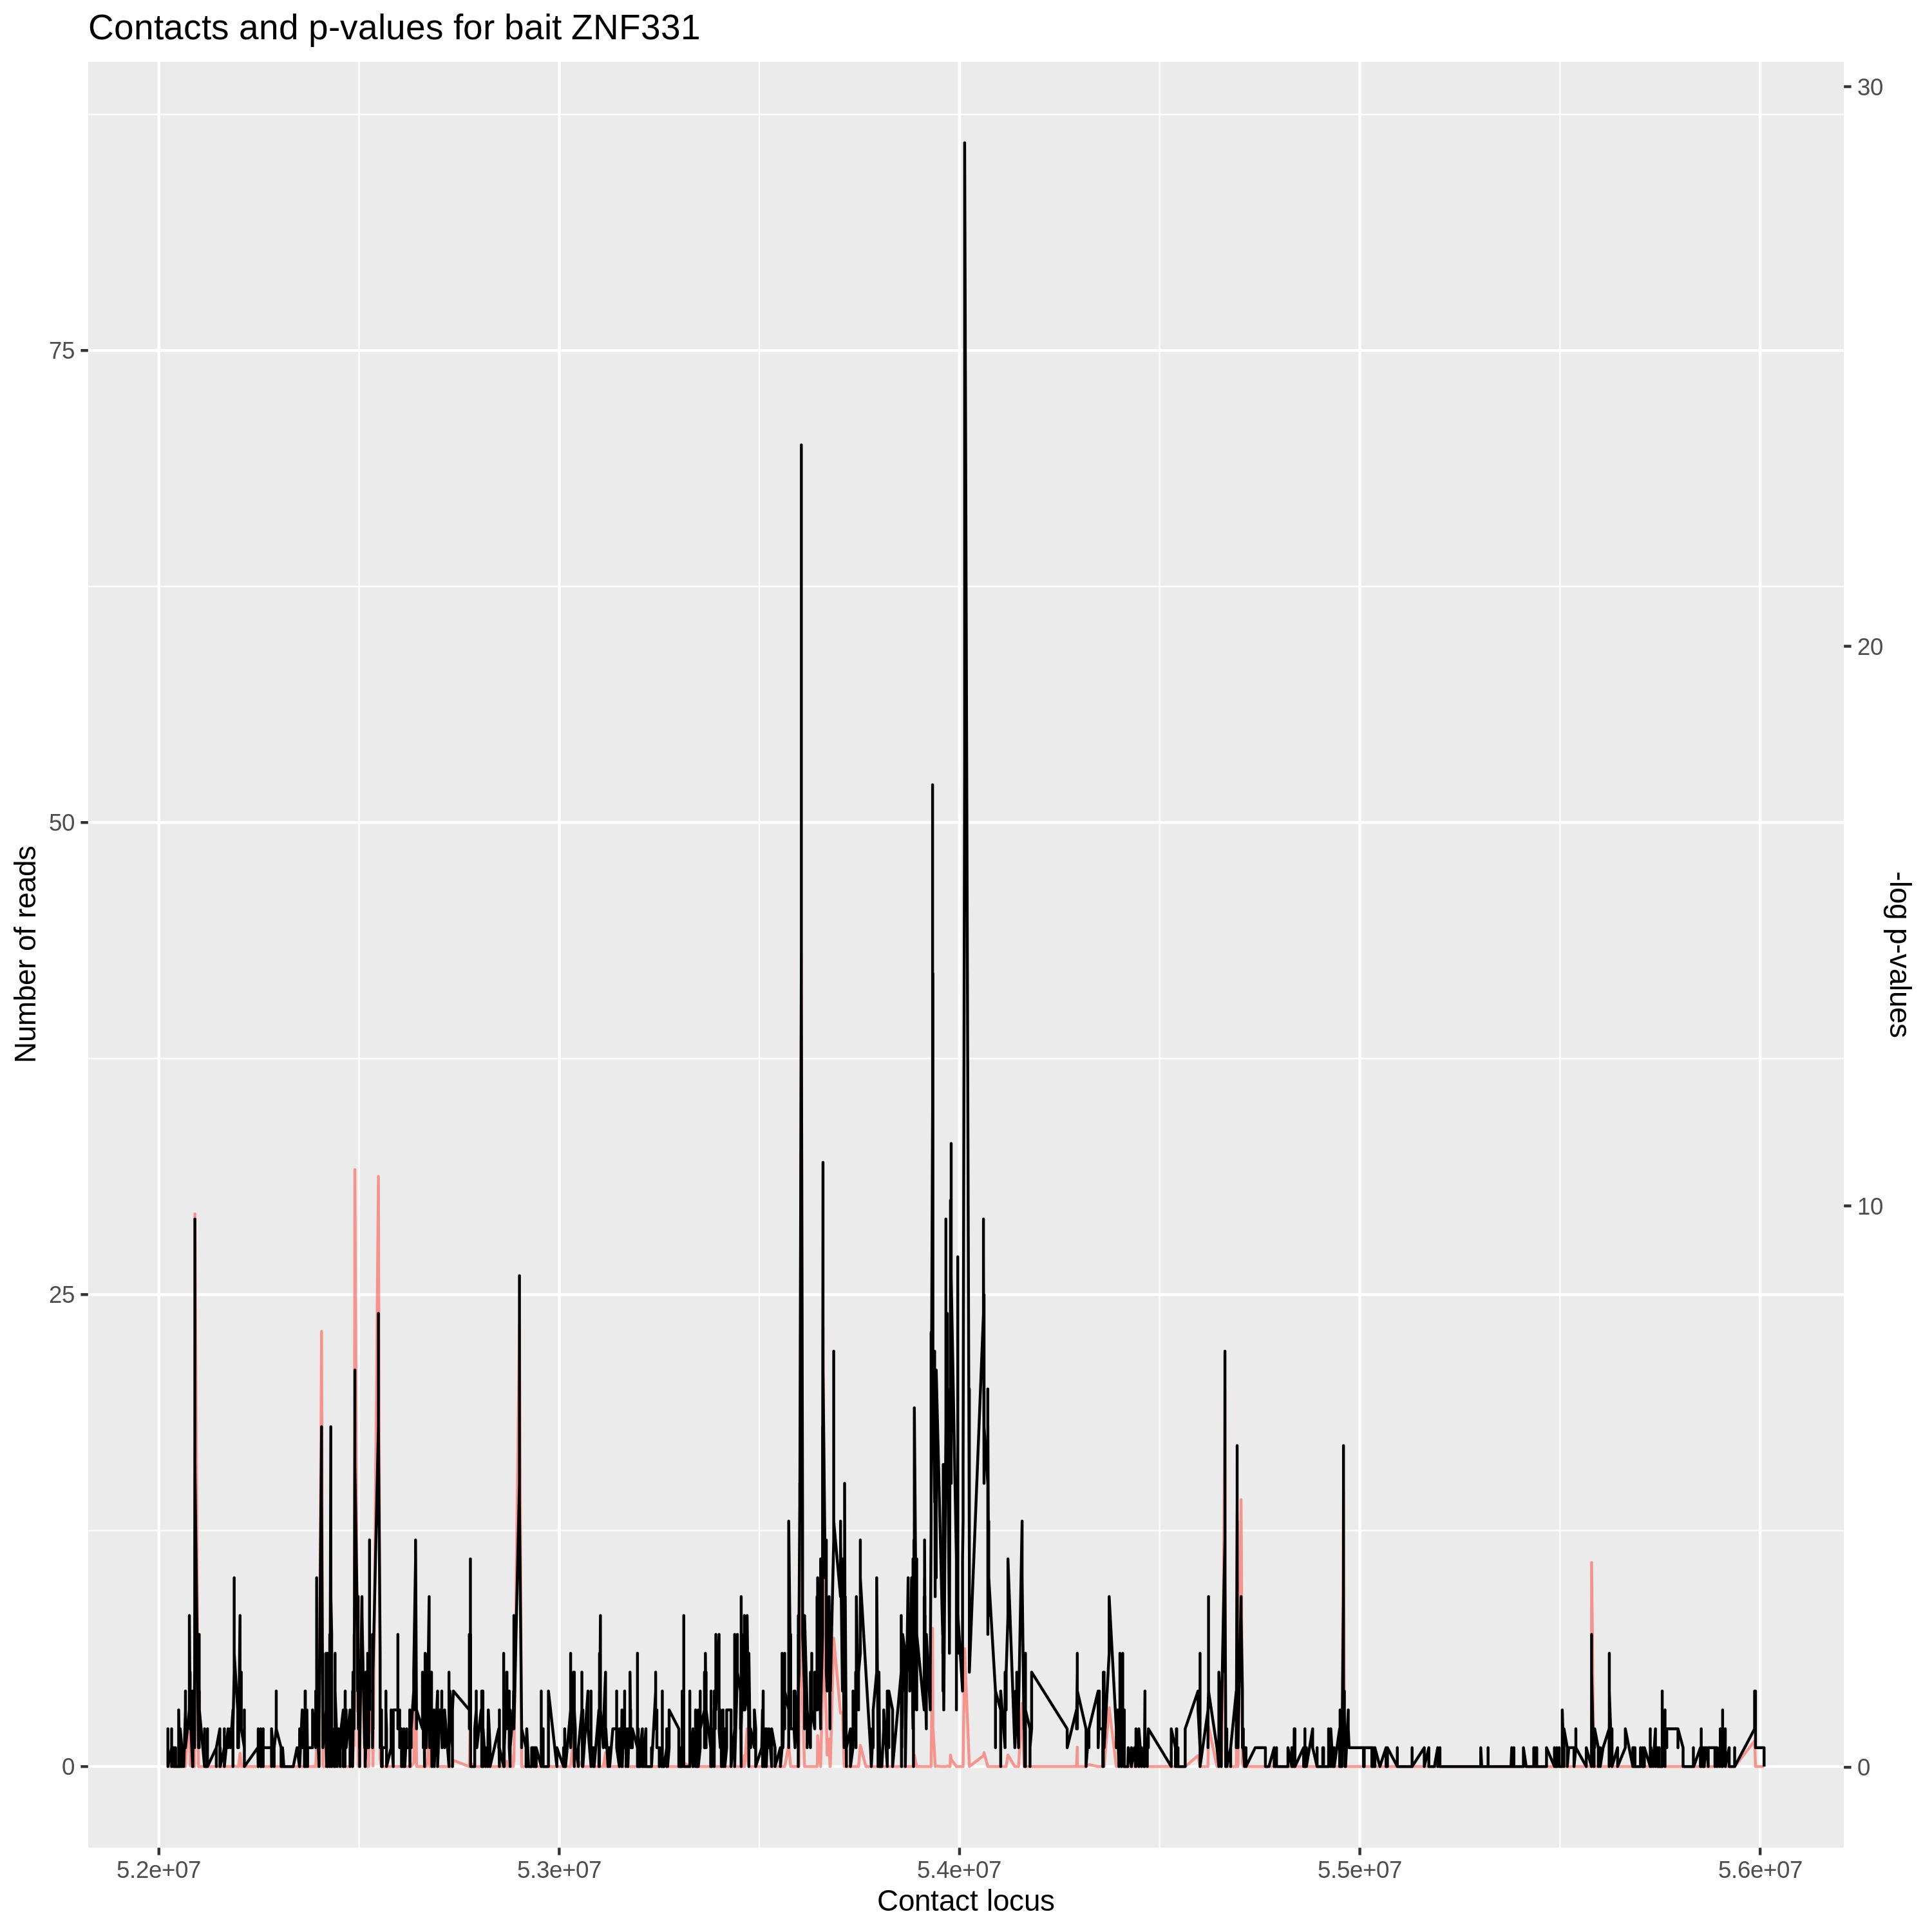 Contacts and p-values for bait ZNF331
Number of reads
75
50
25
0
30
20
10
0
-log p-values
5.2e+07
5.3e+07
5.4e+07
5.5e+07
5.6e+07
Contact locus